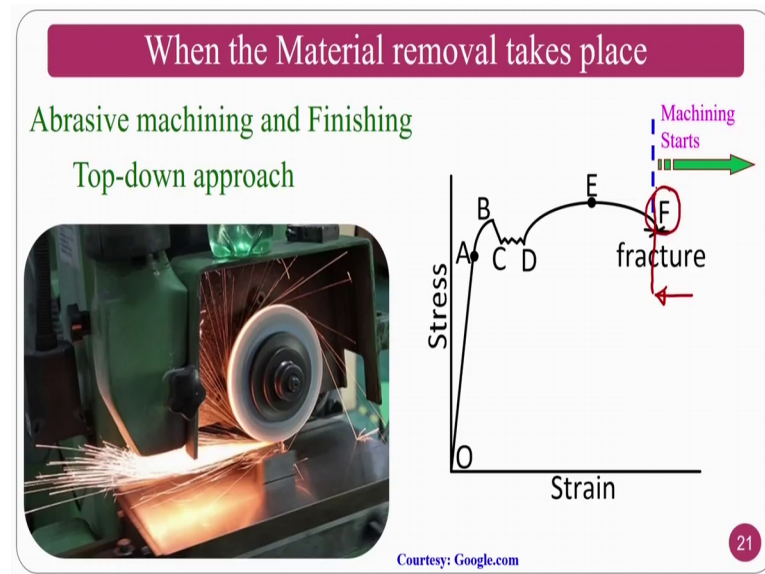 When the Material removal takes place
Abrasive machining and Finishing
Top-down approach
Machining
Starts
E
B
F
A
C
D
fracture
Stress
O
Strain
Courtesy: Google.com
21